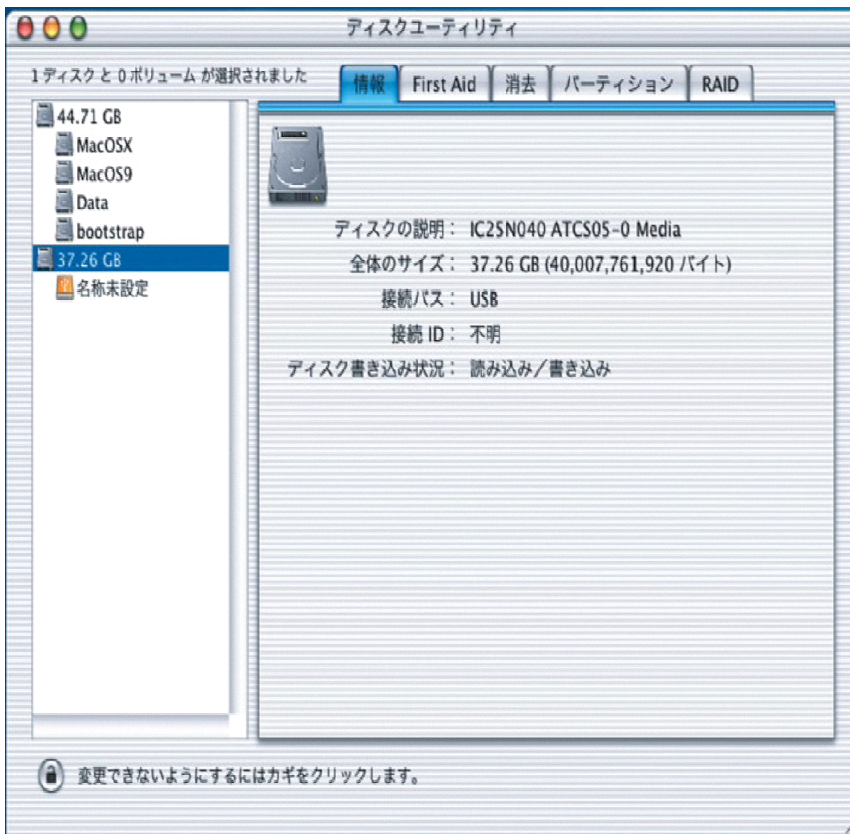 ディスクユーティリティ
1 ディスク と 0 ボリューム が選択されました
情報 First Aid 消去 パーティション RAID
44.71 GB
MacOSX
MacOS9
Data
bootstrap
37.26 GB
名称未設定
ディスクの説明： IC25N040 ATCS05-0 Media
全体のサイズ： 37.26 GB (40,007,761,920 バイト)
接続バス： USB
接続 ID： 不明
ディスク書き込み状況： 読み込み／書き込み
変更できないようにするにはカギをクリックします。